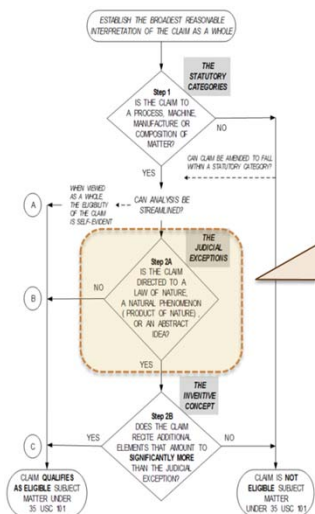 ESTABLISH THE BROADEST REASONABLE
INTERPRETATION OF THE CLAIM AS A WHOLE
THE
STATUTORY
CATEGORIES
Step 1
IS THE CLAIM TO
A PROCESS, MACHINE,
MANUFACTURE OR
COMPOSITION OF
MATTER?
NO
YES
CAN CLAIM BE AMENDED TO FALL
WITHIN A STATUTORY CATEGORY?
A
WHEN VIEWED
AS A WHOLE,
THE ELIGIBILITY
OF THE CLAIM
IS SELF-EVIDENT
CAN ANALYSIS BE
STREAMLINED?
THE
JUDICIAL
EXCEPTIONS
Step 2A
IS THE CLAIM
DIRECTED TO A
LAW OF NATURE,
A NATURAL PHENOMENON
(PRODUCT OF NATURE),
OR AN ABSTRACT
IDEA?
B
NO
YES
THE
INVENTIVE
CONCEPT
Step 2B
DOES THE CLAIM
RECITE ADDITIONAL
ELEMENTS THAT AMOUNT TO
SIGNIFICANTLY MORE
THAN THE JUDICIAL
EXCEPTION?
C
YES
NO
CLAIM QUALIFIES
AS ELIGIBLE SUBJECT
MATTER UNDER
35 USC 101
CLAIM IS NOT
ELIGIBLE SUBJECT
MATTER UNDER
35 USC 101